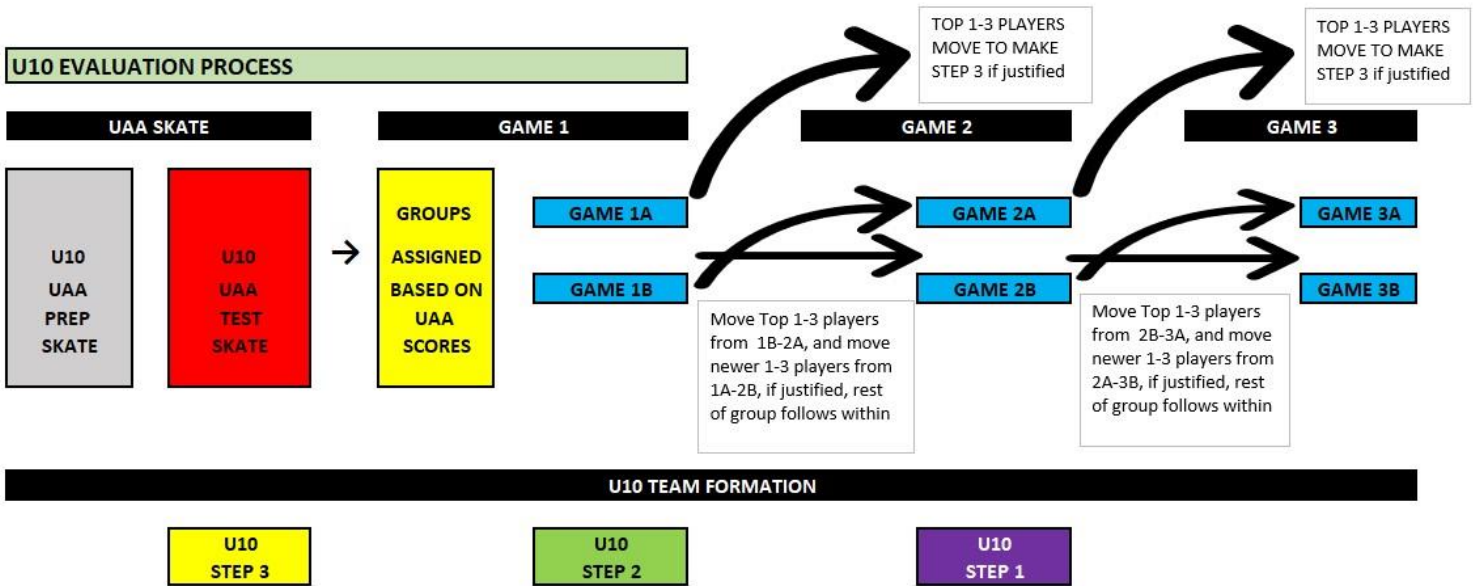 TOP 1-3 PLAYERS
MOVE TO MAKE
STEP 3 if justified
TOP 1-3 PLAYERS
MOVE TO MAKE
STEP 3 if justified
U10 EVALUATION PROCESS
UAA SKATE
GAME 1
GAME 2
GAME 3
U10
UAA
PREP
SKATE
U10
UAA
TEST
SKATE
GROUPS
ASSIGNED
BASED ON
UAA
SCORES
GAME 1A
GAME 1B
GAME 2A
GAME 2B
GAME 3A
GAME 3B
Move Top 1-3 players
from 1B-2A, and move
newer 1-3 players from
1A-2B, if justified, rest
of group follows within
Move Top 1-3 players
from 2B-3A, and move
newer 1-3 players from
2A-3B, if justified, rest
of group follows within
U10 TEAM FORMATION
U10
STEP 3
U10
STEP 2
U10
STEP 1